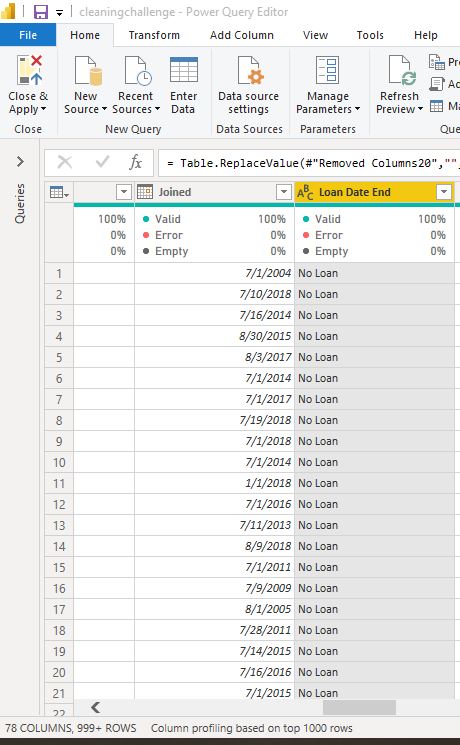 cleaningchallenge - Power Query Editor
File Home Transform Add Column View Tools Help
Close & Apply New Source Recent Sources Enter Data Data source settings Manage Parameters Refresh Preview
Close New Query Data Sources Parameters
fx = Table.ReplaceValue(#"Removed Columns20","",
Queries
Joined ABC Loan Date End
100% Valid 100% Valid 100%
0% Error 0% Error 0%
0% Empty 0% Empty 0%
1 7/1/2004 No Loan
2 7/10/2018 No Loan
3 7/16/2014 No Loan
4 8/30/2015 No Loan
5 8/3/2017 No Loan
6 7/1/2014 No Loan
7 7/1/2017 No Loan
8 7/19/2018 No Loan
9 7/1/2018 No Loan
10 7/1/2014 No Loan
11 1/1/2018 No Loan
12 7/1/2016 No Loan
13 7/11/2013 No Loan
14 8/9/2018 No Loan
15 7/1/2011 No Loan
16 7/9/2009 No Loan
17 8/1/2005 No Loan
18 7/28/2011 No Loan
19 7/14/2015 No Loan
20 7/16/2016 No Loan
21 7/1/2015 No Loan
22
78 COLUMNS, 999+ ROWS Column profiling based on top 1000 rows